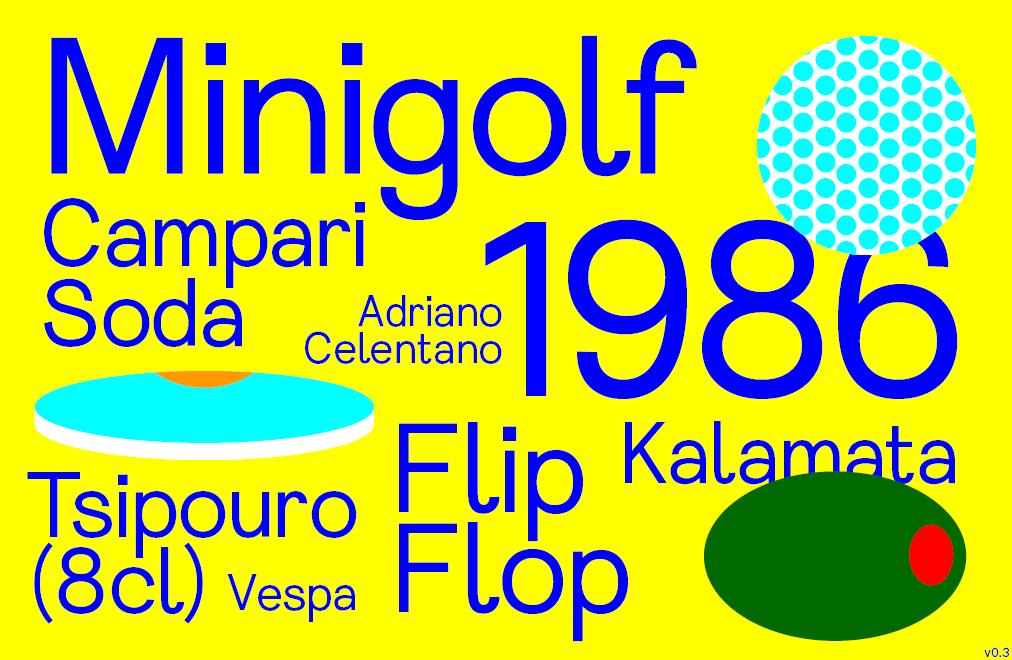 Minigolf
Campari
Soda
1986
Adriano
Celentano
Flip
Flop
Kalamata
Tsipouro
(8cl)
Vespa
v0.3